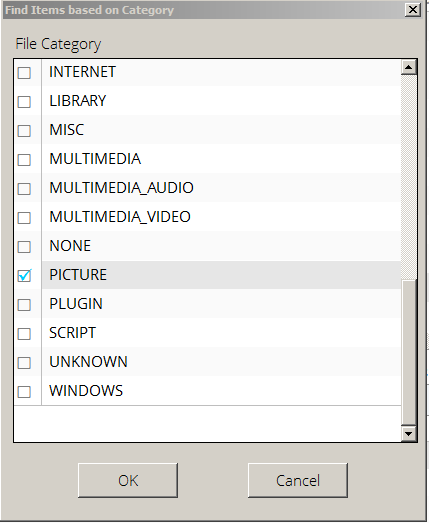 Find Items based on Category
File Category
INTERNET
LIBRARY
MISC
MULTIMEDIA
MULTIMEDIA_AUDIO
MULTIMEDIA_VIDEO
NONE
PICTURE
PLUGIN
SCRIPT
UNKNOWN
WINDOWS
OK Cancel